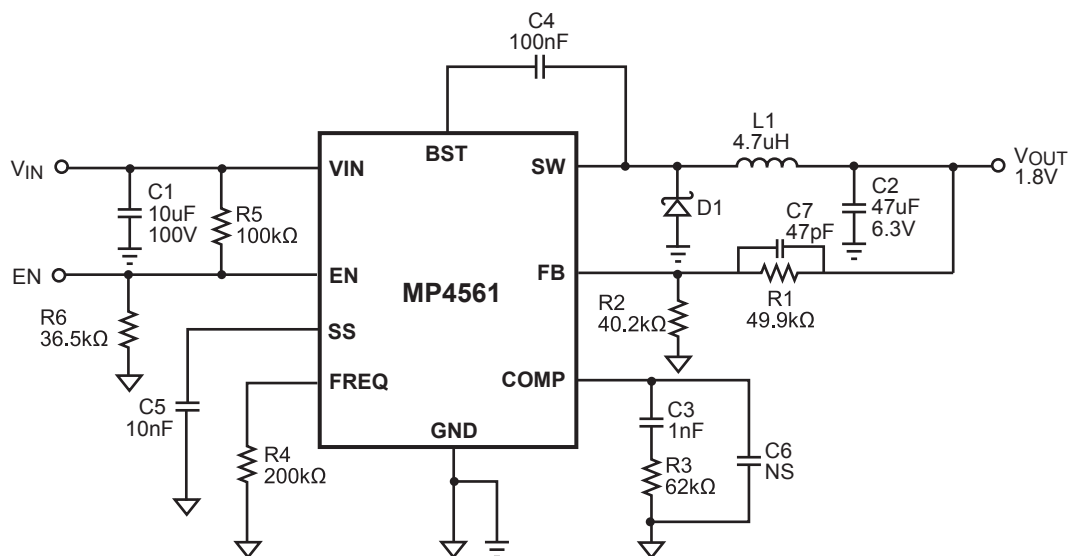 C4
100nF
BST
V_IN
VIN
SW
L1
4.7uH
V_OUT
1.8V
C1
10uF
100V
R5
100kΩ
D1
C2
47uF
6.3V
C7
47pF
EN
EN
MP4561
FB
R1
49.9kΩ
R2
40.2kΩ
R6
36.5kΩ
SS
FREQ
COMP
C5
10nF
GND
R4
200kΩ
C3
1nF
R3
62kΩ
C6
NS